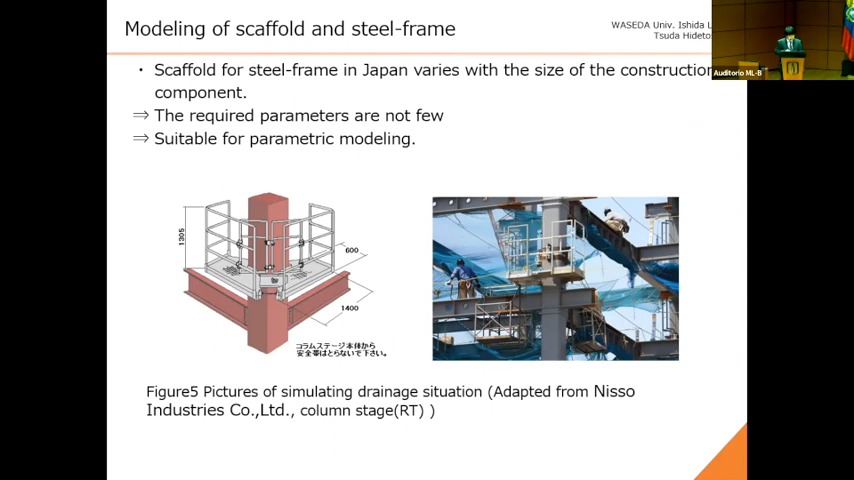 Modeling of scaffold and steel-frame
WASEDA Univ. Ishida
Tsuda
・ Scaffold for steel-frame in Japan varies with the size of the construction
component.
⇒ The required parameters are not few
⇒ Suitable for parametric modeling.
1305
600
1400
コラムステージ本体から
安全帯はとらないで下さい。
Figure5 Pictures of simulating drainage situation (Adapted from Nisso
Industries Co.,Ltd., column stage(RT) )
Auditorio ML-B